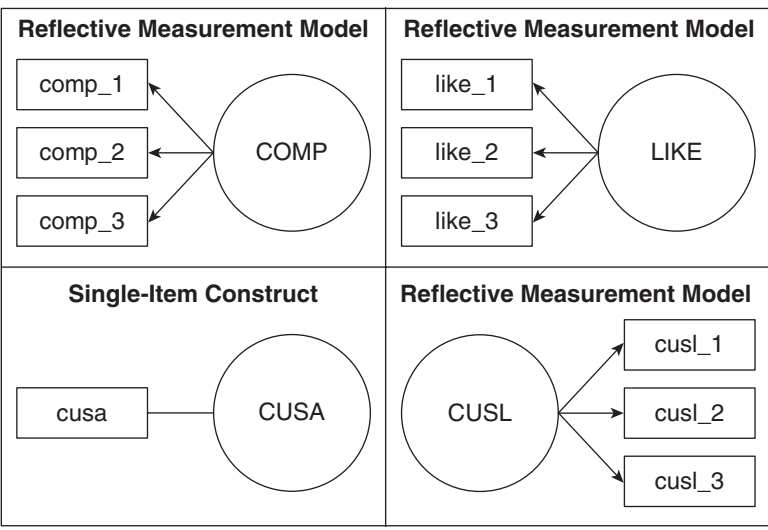 Reflective Measurement Model
comp_1
comp_2
comp_3
COMP
Reflective Measurement Model
like_1
like_2
like_3
LIKE
Single-Item Construct
cusa
CUSA
Reflective Measurement Model
CUSL
cusl_1
cusl_2
cusl_3